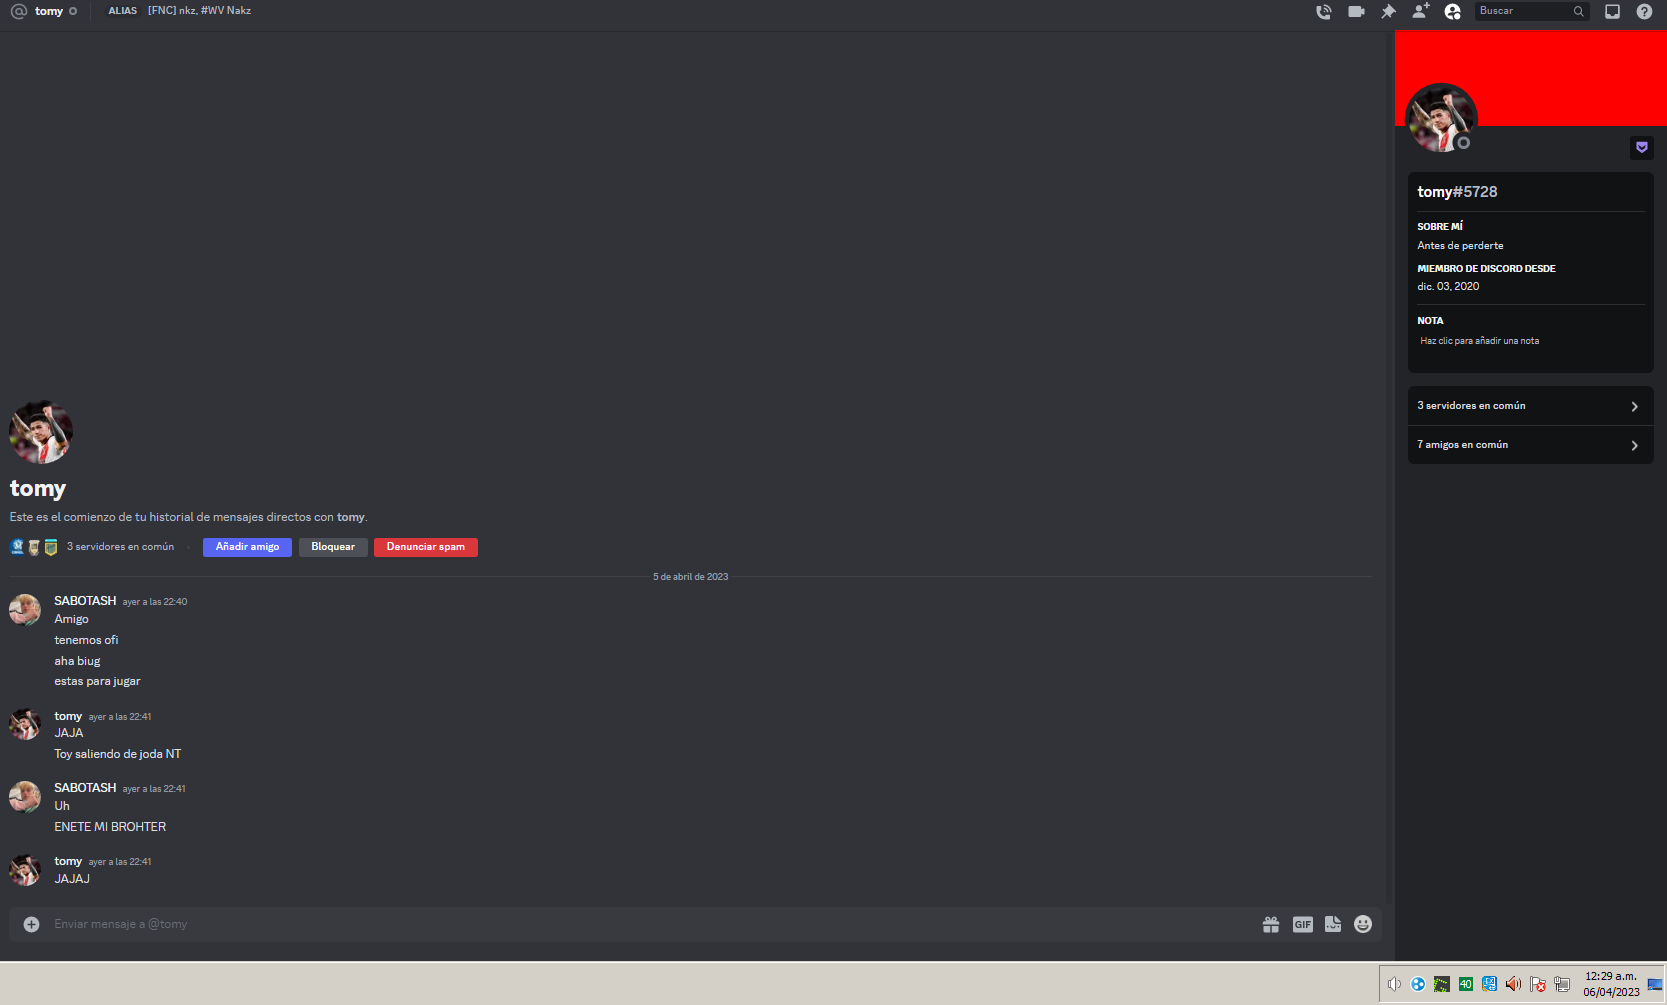 tomy ALIAS [FNC] nkz, #WV Nakz Buscar
tomy#5728
SOBRE MÍ
Antes de perderte
MIEMBRO DE DISCORD DESDE
dic. 03, 2020
NOTA
Haz clic para añadir una nota
3 servidores en común
7 amigos en común
tomy
Este es el comienzo de tu historial de mensajes directos con tomy.
3 servidores en común Añadir amigo Bloquear Denunciar spam
5 de abril de 2023
SABOTASH ayer a las 22:40
Amigo
tenemos ofi
aha biug
estas para jugar
tomy ayer a las 22:41
JAJA
Toy saliendo de joda NT
SABOTASH ayer a las 22:41
Uh
ENETE MI BROHTER
tomy ayer a las 22:41
JAJAJ
Enviar mensaje a @tomy GIF
40 12:29 a.m.
06/04/2023